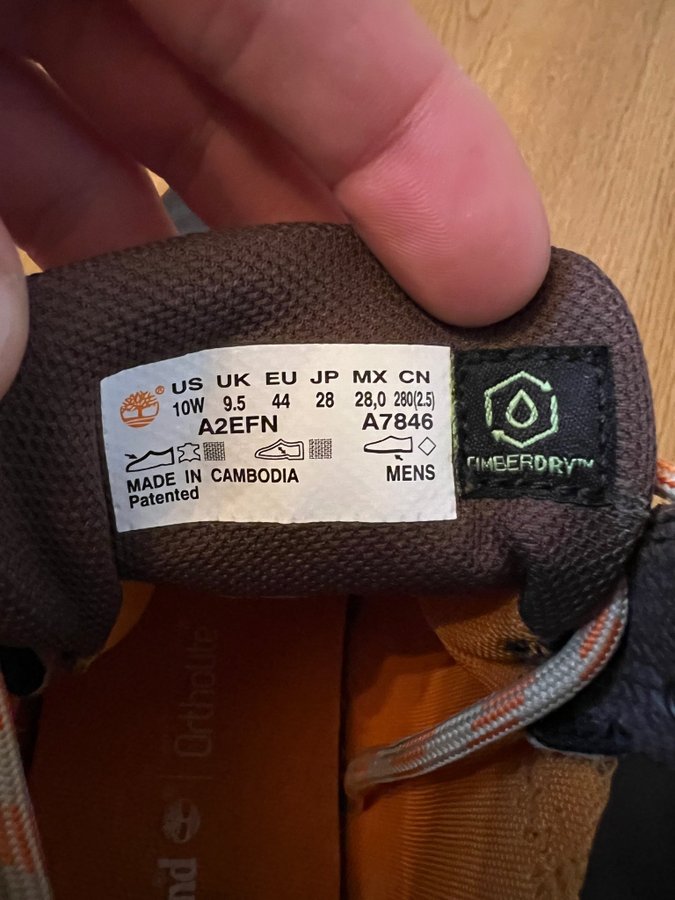 US UK EU JP MX CN
10W 9.5 44 28 28,0 280(2.5)
A2EFN A7846
MADE IN CAMBODIA MENS
Patented
TIMBERDRY™
OrthoLite